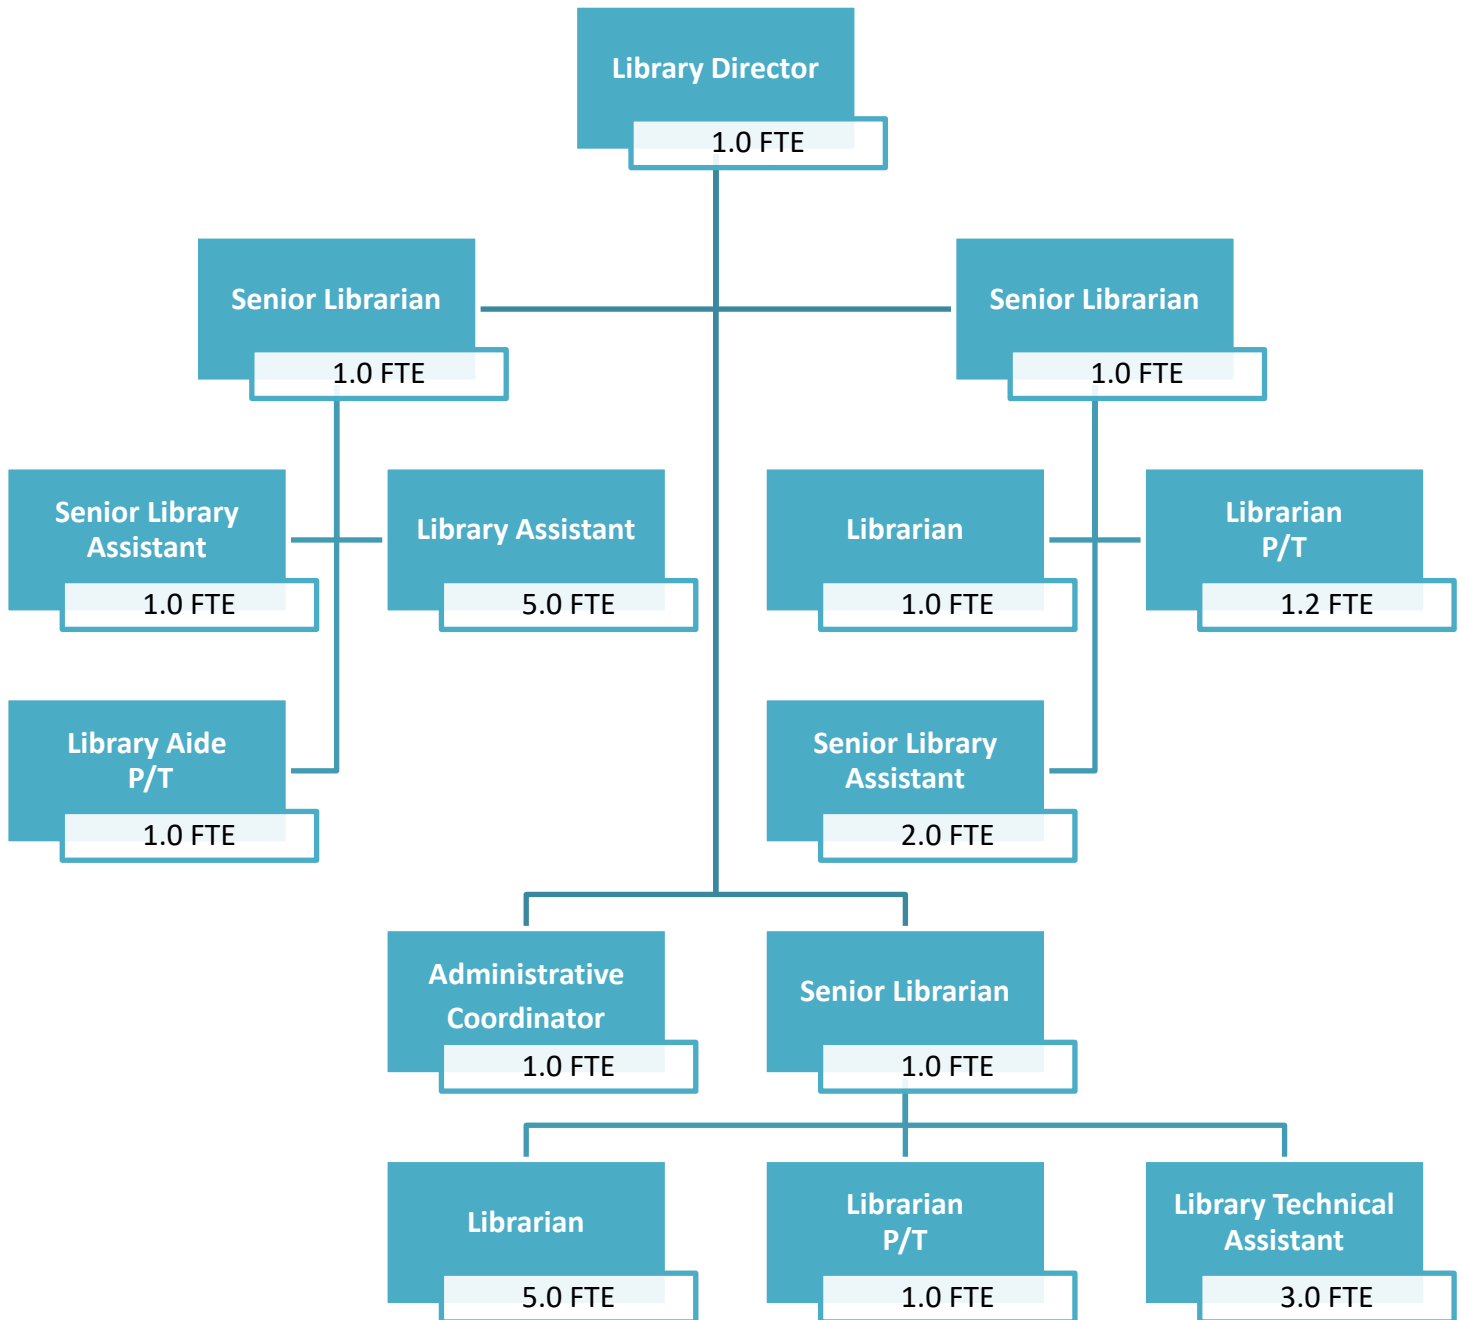 Library Director
1.0 FTE
Senior Librarian
1.0 FTE
Senior Librarian
1.0 FTE
Senior Library
Assistant
1.0 FTE
Library Assistant
5.0 FTE
Librarian
1.0 FTE
Librarian
P/T
1.2 FTE
Library Aide
P/T
1.0 FTE
Senior Library
Assistant
2.0 FTE
Administrative
Coordinator
1.0 FTE
Senior Librarian
1.0 FTE
Librarian
5.0 FTE
Librarian
P/T
1.0 FTE
Library Technical
Assistant
3.0 FTE